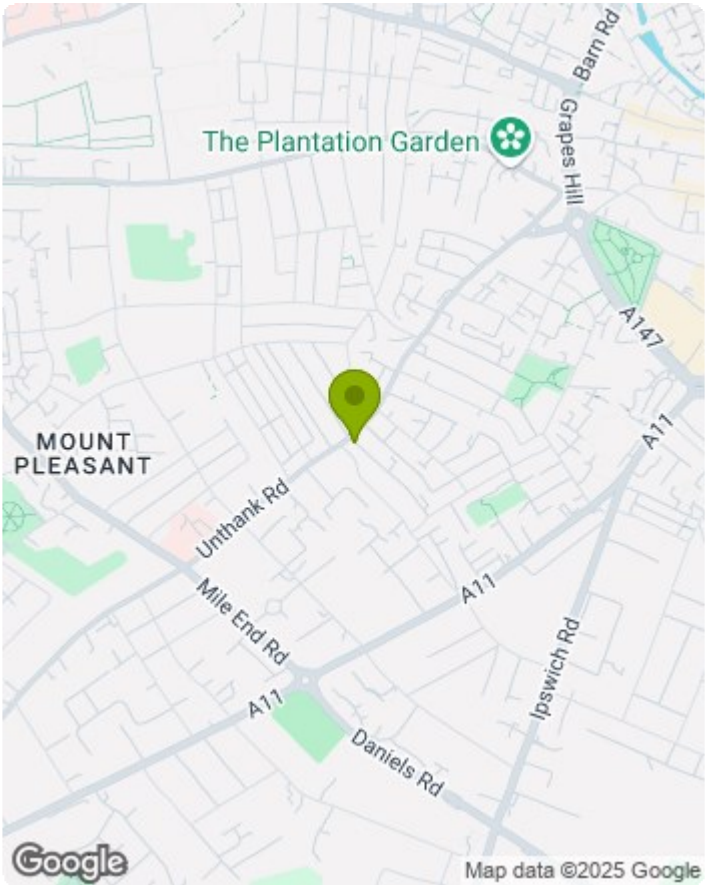 Barn Rd
Grapes Hill
The Plantation Garden
A147
A11
MOUNT
PLEASANT
Unthank Rd
A11
Mile End Rd
Ipswich Rd
A11
Daniels Rd
Google
Map data ©2025 Google